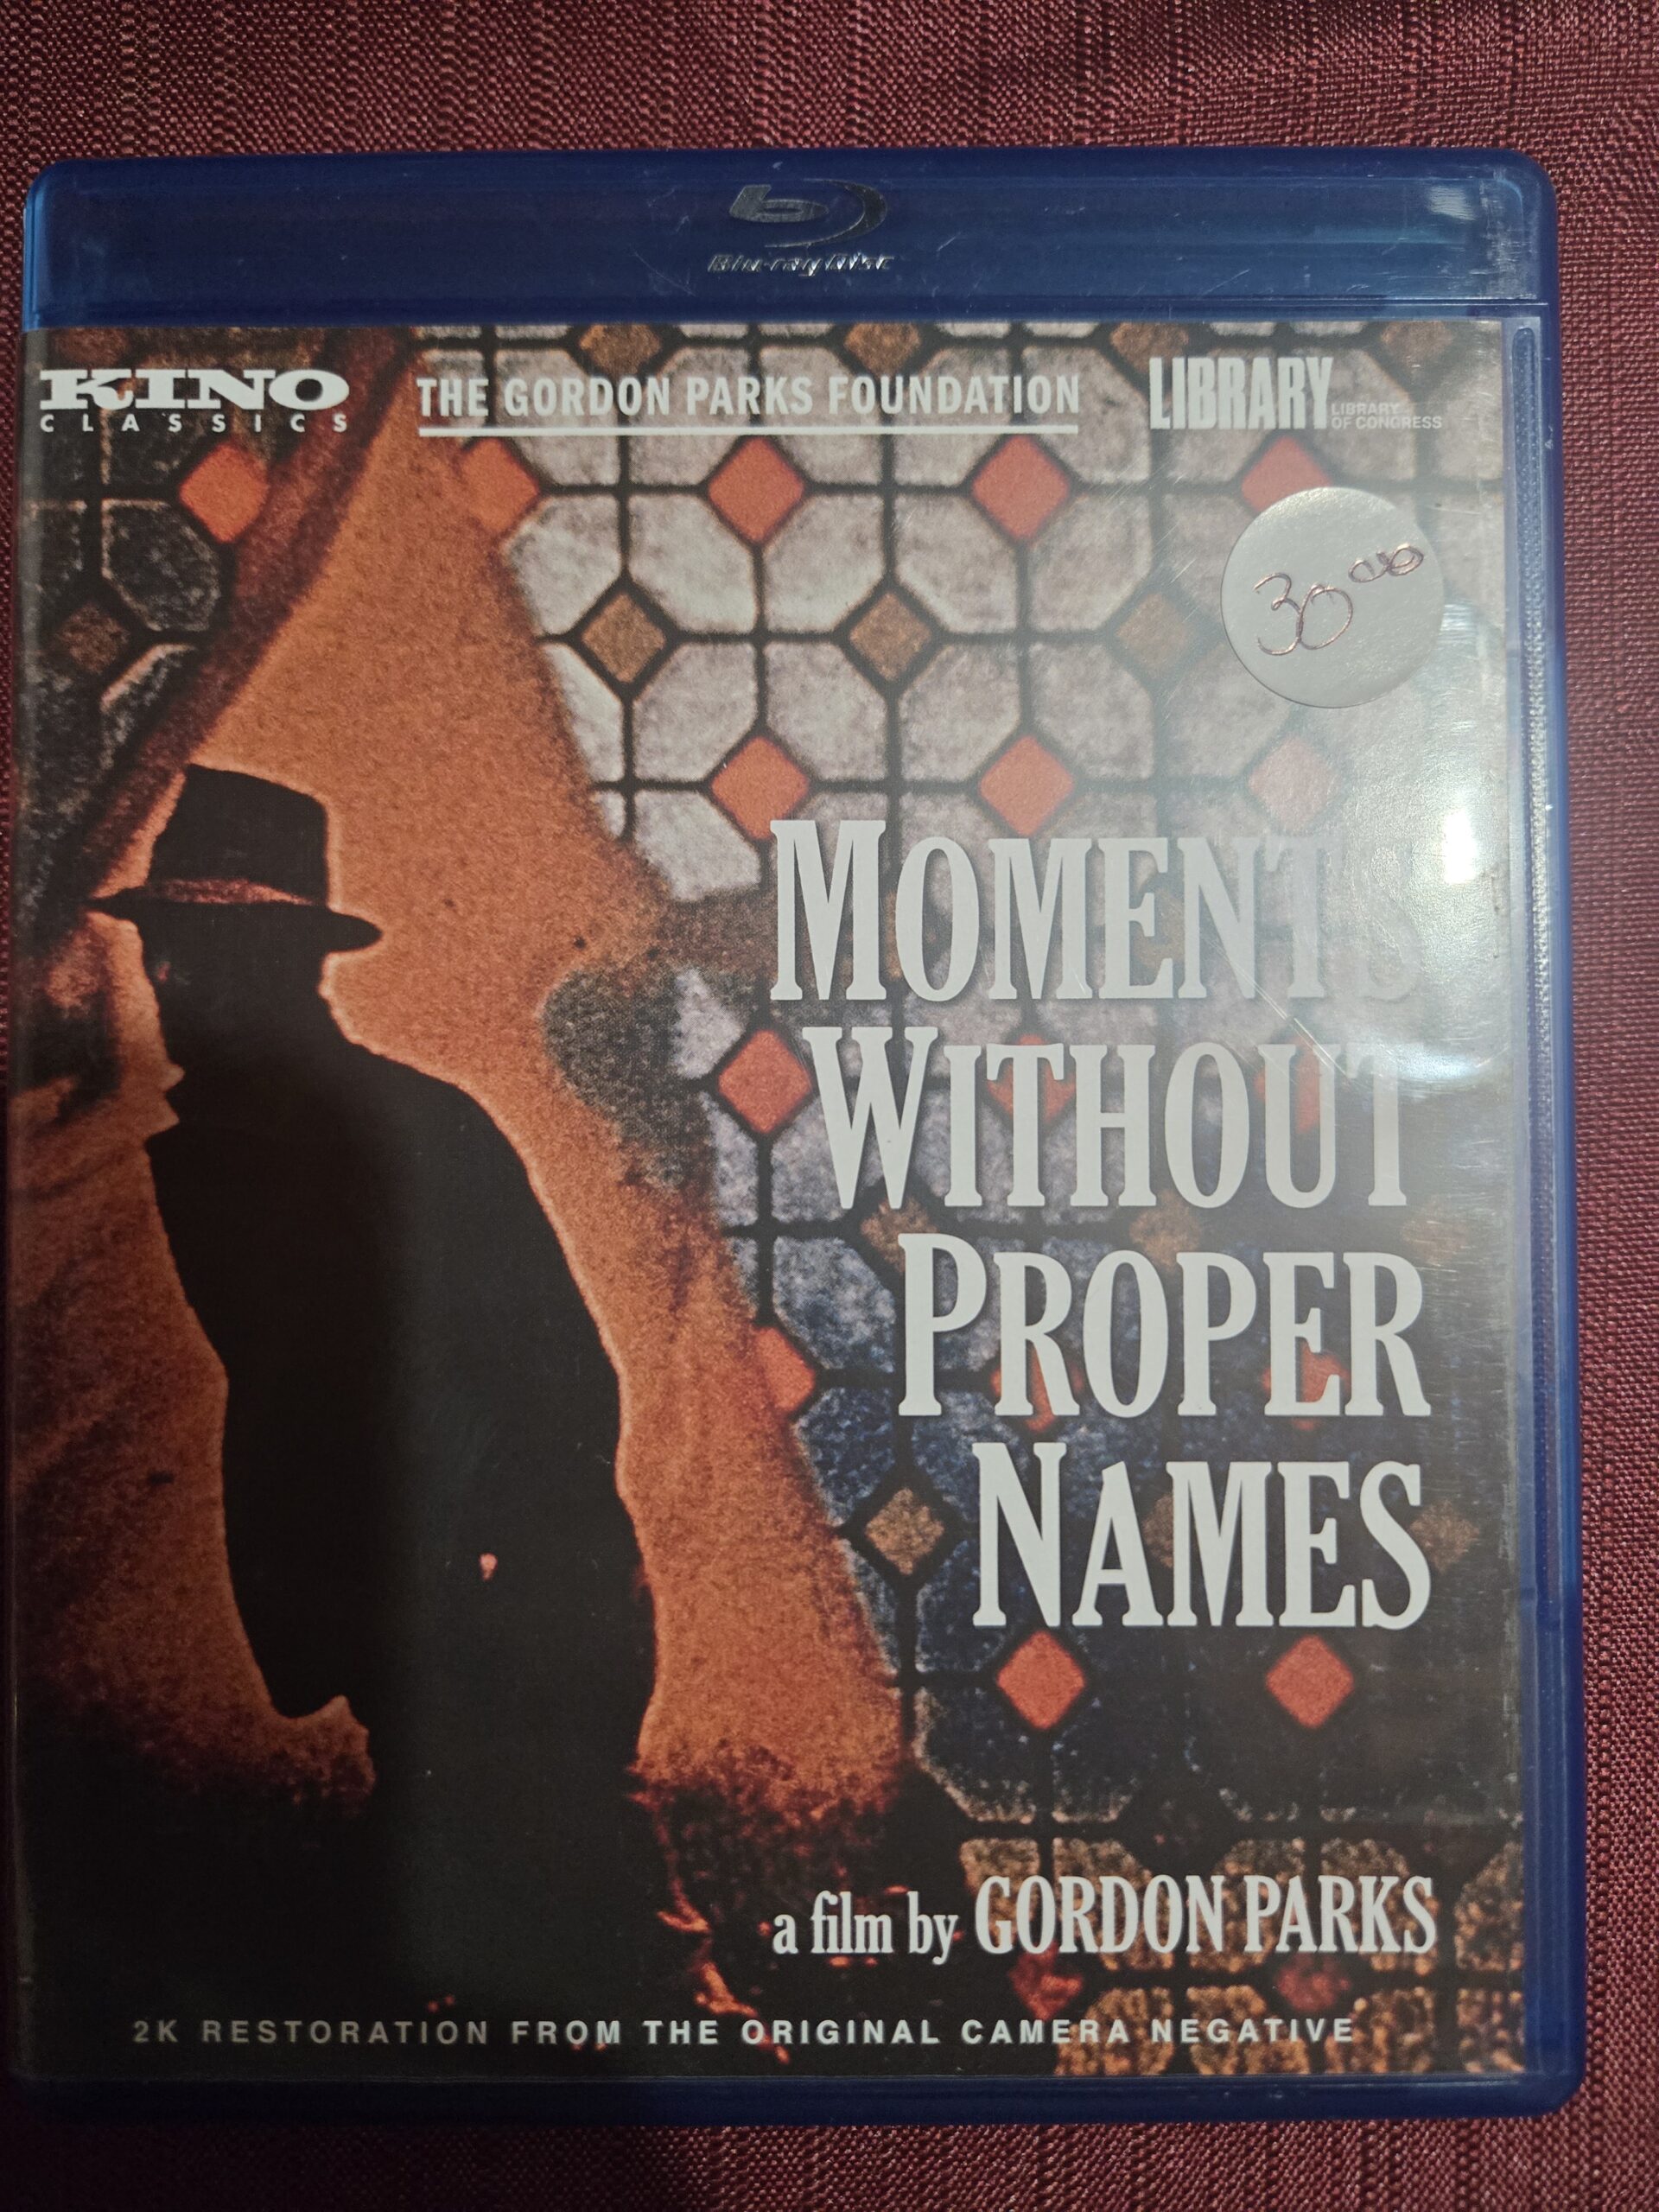 Blu-ray Disc
KINO
CLASSICS
THE GORDON PARKS FOUNDATION
LIBRARY
LIBRARY
OF CONGRESS
30 00
MOMENTS
WITHOUT
PROPER
NAMES
a film by GORDON PARKS
2K RESTORATION FROM THE ORIGINAL CAMERA NEGATIVE